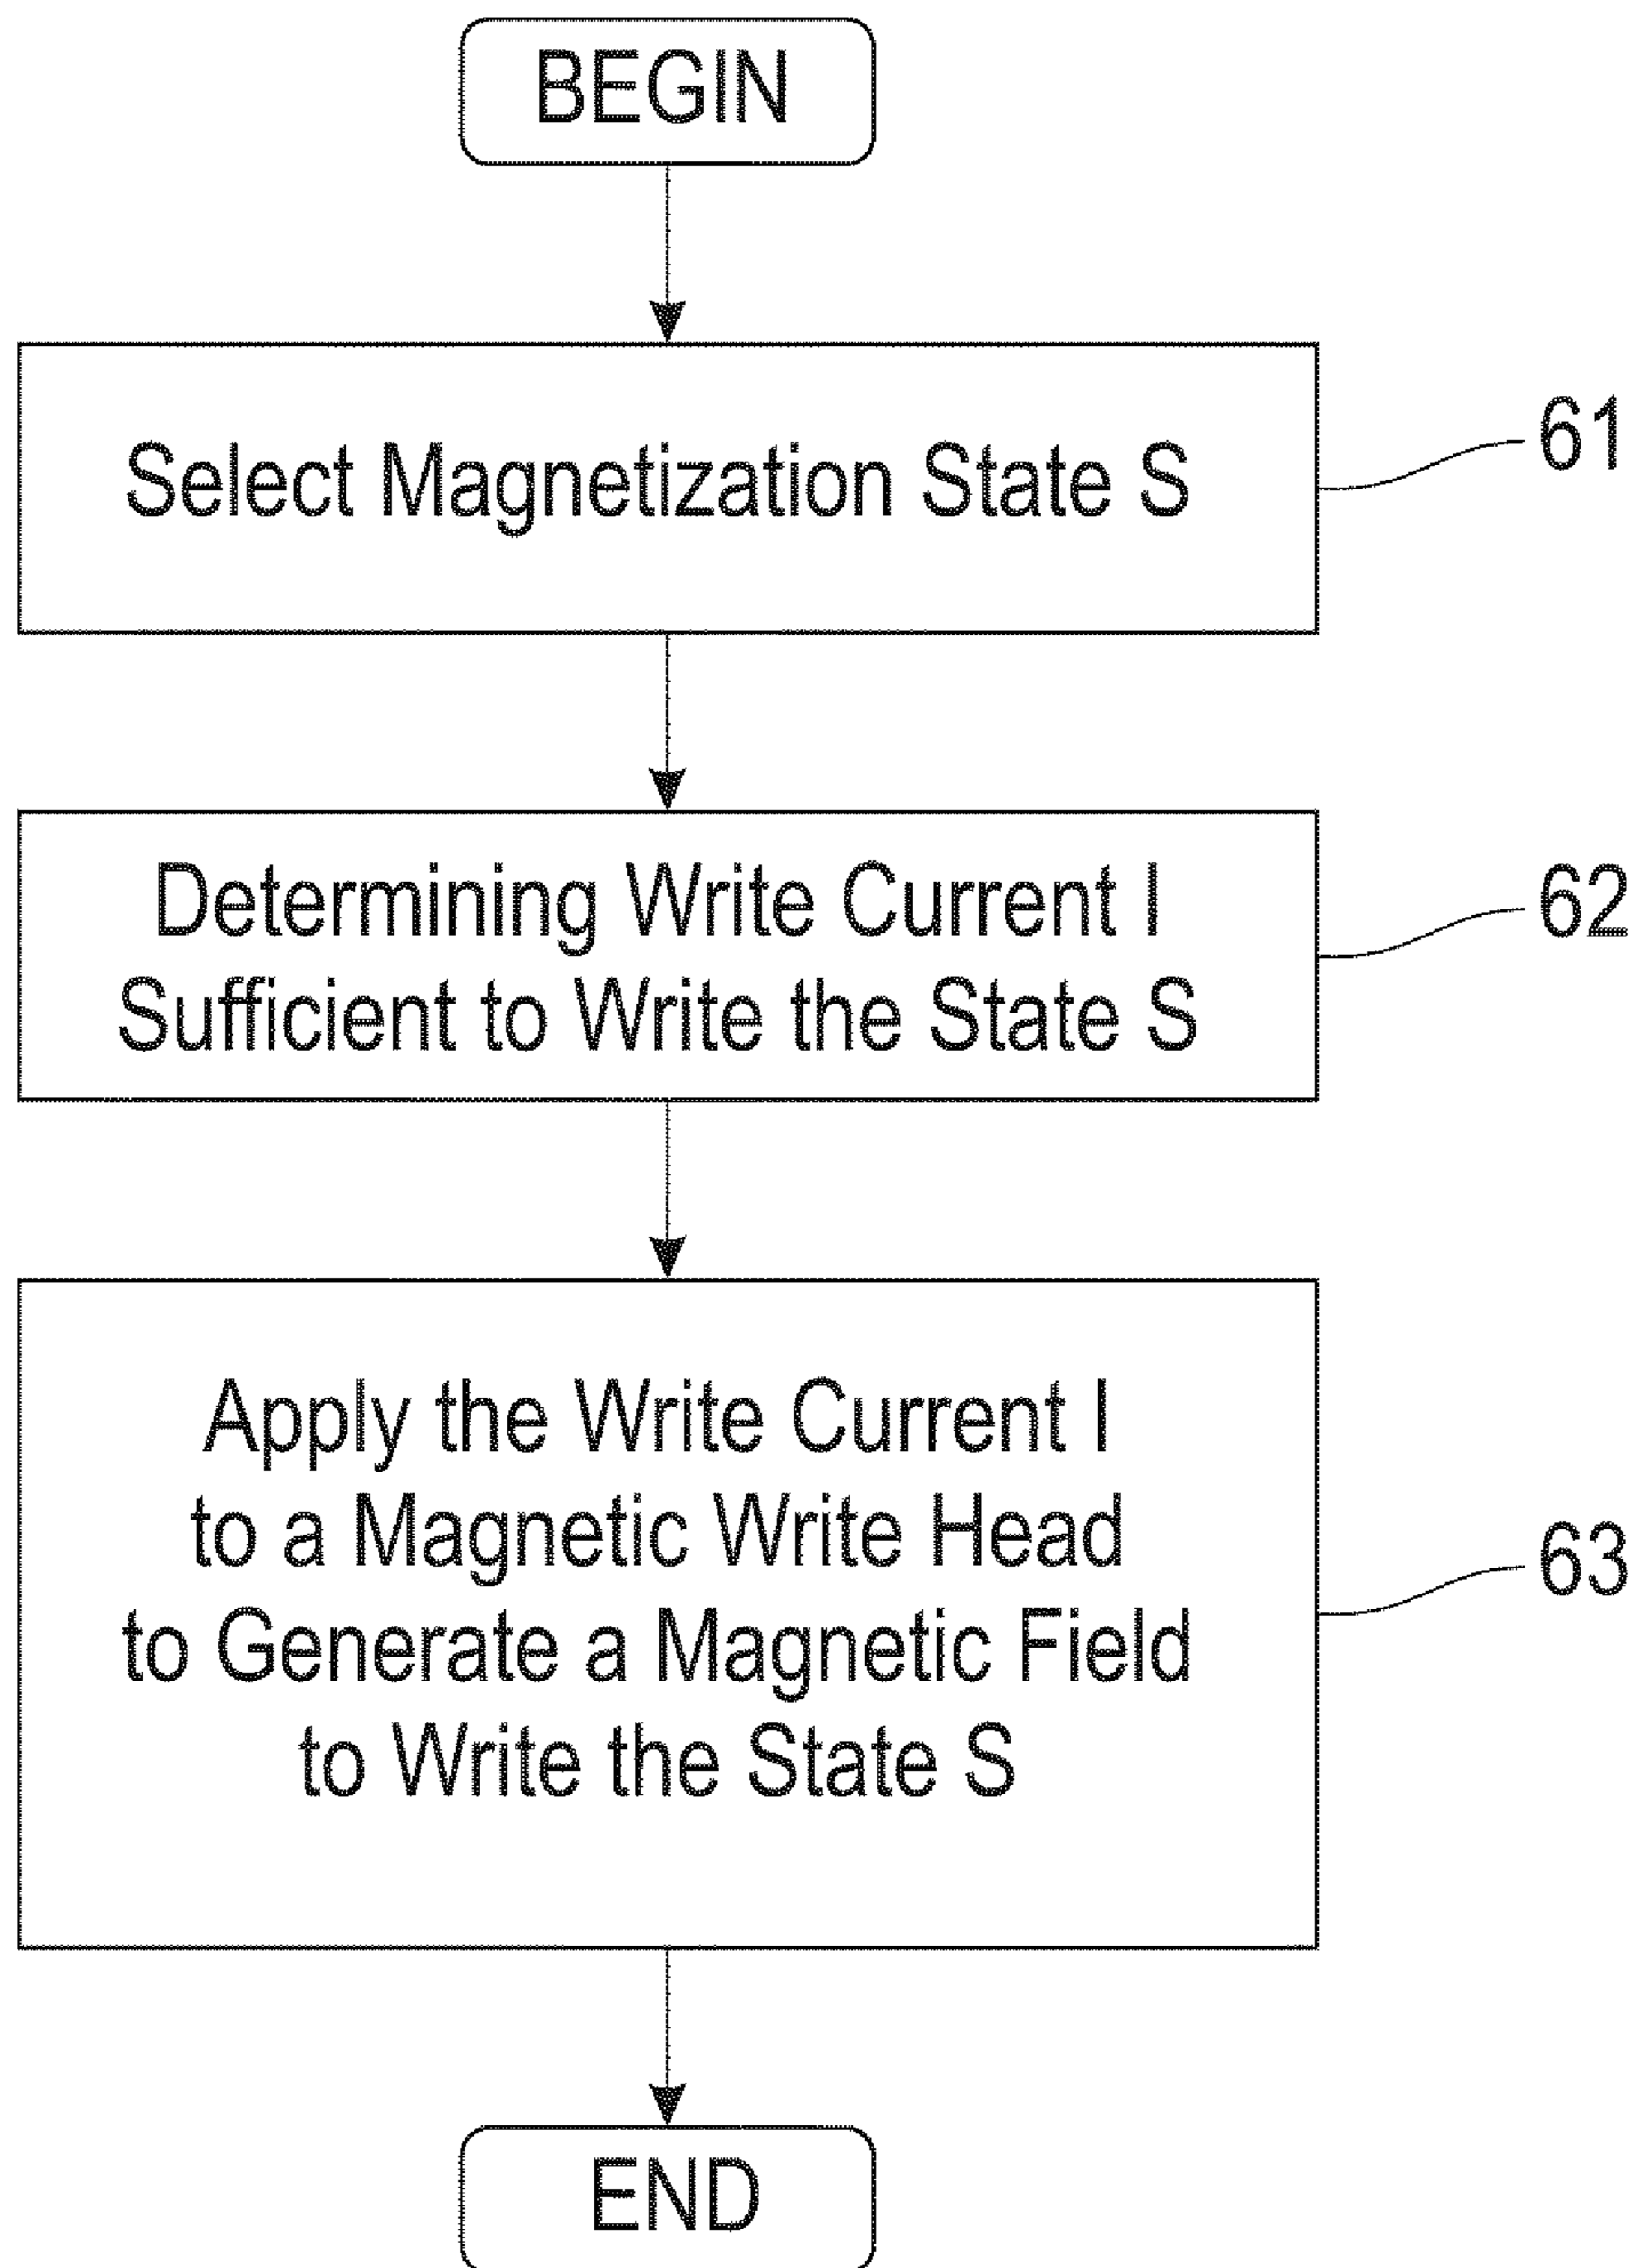 BEGIN
Select Magnetization State S
61
Determining Write Current I
Sufficient to Write the State S
62
Apply the Write Current I
to a Magnetic Write Head
to Generate a Magnetic Field
to Write the State S
63
END